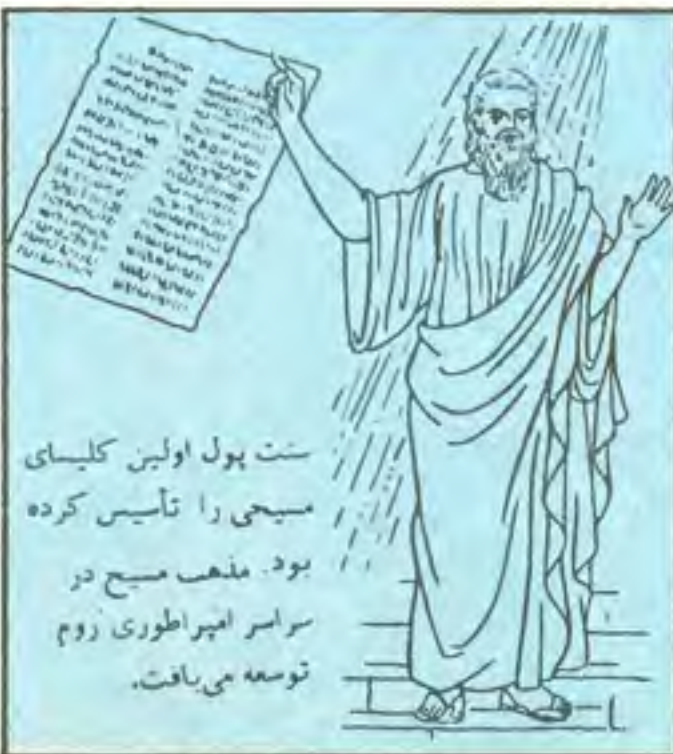 سنت پول اولین کلیسای
مسیحی را تأسیس کرده
بود. مذهب مسیح در
سراسر امپراطوری روم
توسعه می‌یافت.